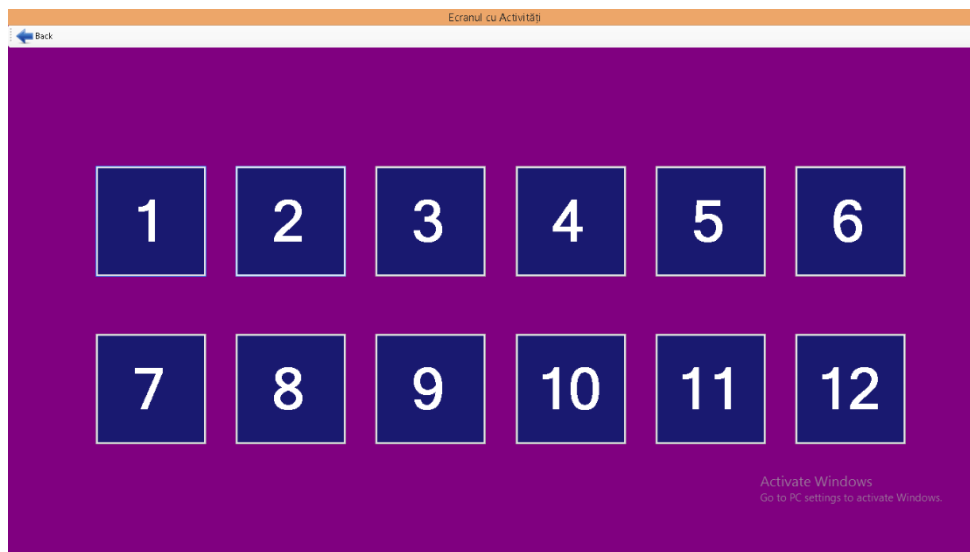 Ecranul cu Activități
Back
1 2 3 4 5 6
7 8 9 10 11 12
Activate Windows
Go to PC settings to activate Windows.